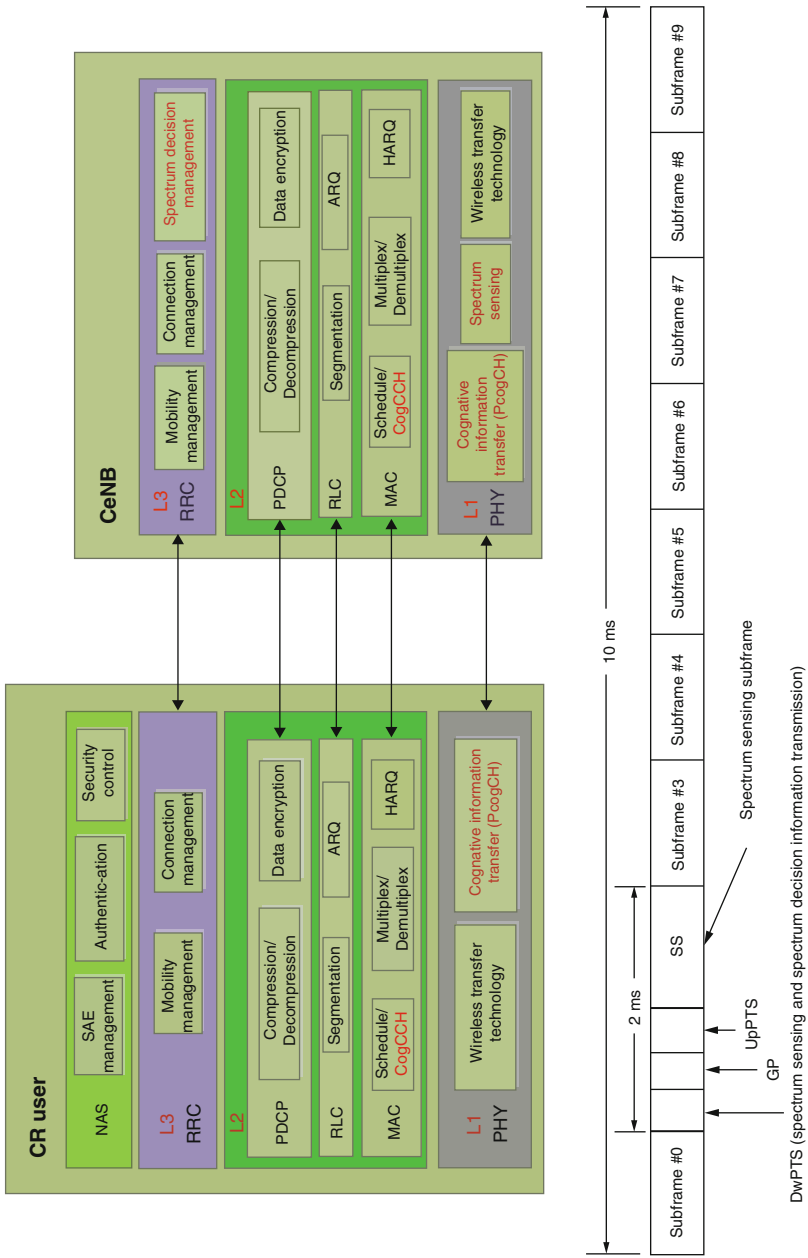 CR user
NAS
SAE
management
Authentic-ation
Security
control
L3
RRC
Mobility
management
Connection
management
L2
PDCP
Compression/
Decompression
Data encryption
RLC
Segmentation
ARQ
MAC
Schedule/
CogCCH
Multiplex/
Demultiplex
HARQ
L1
PHY
Wireless transfer
technology
Cognative information
transfer (PcogCH)
CeNB
L3
RRC
Mobility
management
Connection
management
Spectrum decision
management
L2
PDCP
Compression/
Decompression
Data encryption
RLC
Segmentation
ARQ
MAC
Schedule/
CogCCH
Multiplex/
Demultiplex
HARQ
L1
PHY
Cognative
information
transfer (PcogCH)
Spectrum
sensing
Wireless transfer
technology
10 ms
2 ms
Subframe #0
SS
Subframe #3
Subframe #4
Subframe #5
Subframe #6
Subframe #7
Subframe #8
Subframe #9
UpPTS
GP
Spectrum sensing subframe
DwPTS (spectrum sensing and spectrum decision information transmission)